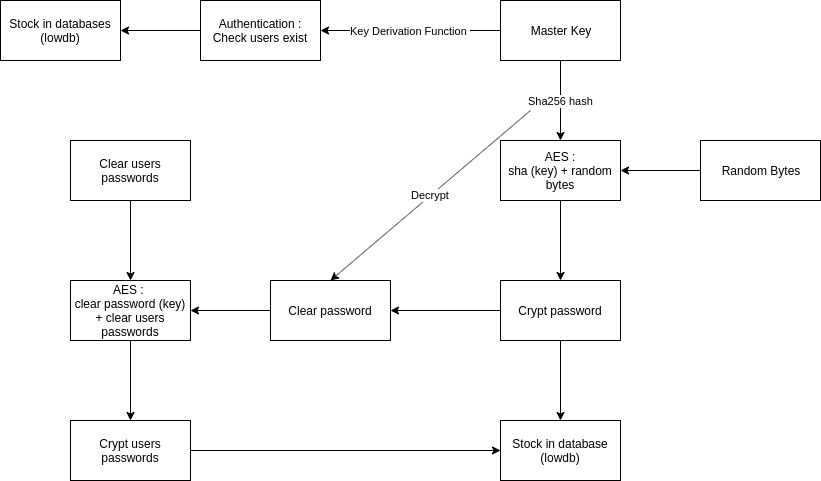 Stock in databases
(lowdb)
Authentication :
Check users exist
Key Derivation Function
Master Key
Sha256 hash
Clear users
passwords
AES :
sha (key) + random
bytes
Random Bytes
Decrypt
AES :
clear password (key)
+ clear users
passwords
Clear password
Crypt password
Crypt users
passwords
Stock in database
(lowdb)